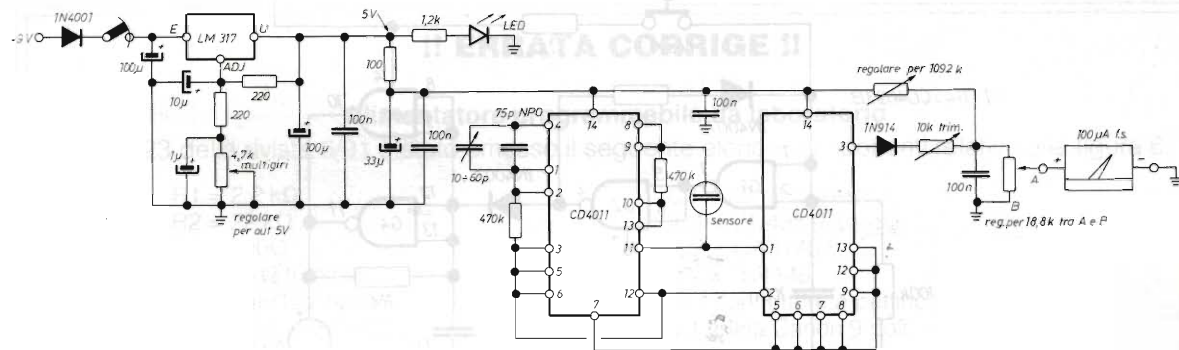 -9V
1N4001
E
LM 317
U
ADJ
100µ
10µ
220
220
1µ
4,7k
multigiri
regolare
per out 5V
100µ
100n
5V
1,2k
LED
100
33µ
100n
!! ERRATA CORRIGE !!
75p NPO
10÷60p
470k
4
1
2
3
5
6
7
14
CD4011
8
9
10
13
11
12
470k
sensore
100n
14
CD4011
1
2
3
13
12
9
5 6 7 8
regolare per 1092 k
1N914
10k trim.
100n
A
B
reg. per 18,8k tra A e P
100µA f.s.
+
-